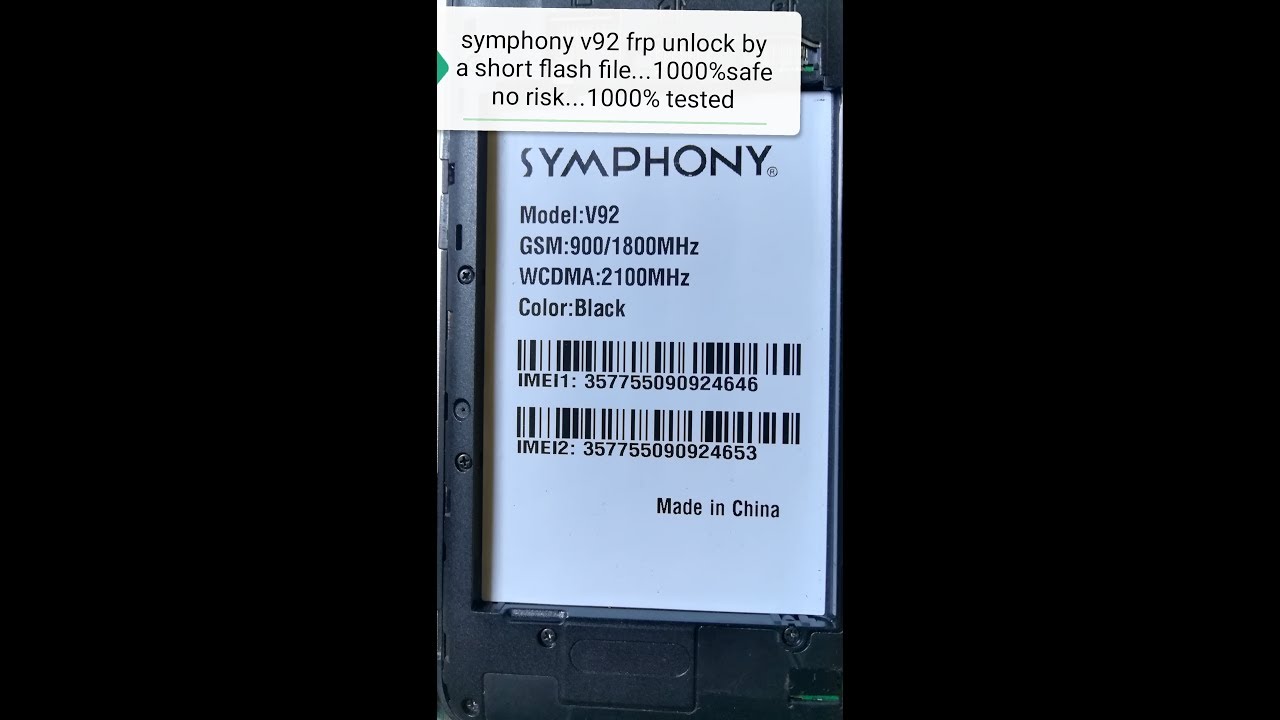 symphony v92 frp unlock by
a short flash file...1000%safe
no risk...1000% tested
SYMPHONY®
Model:V92
GSM:900/1800MHz
WCDMA:2100MHz
Color:Black
IMEI1: 357755090924646
IMEI2: 357755090924653
Made in China